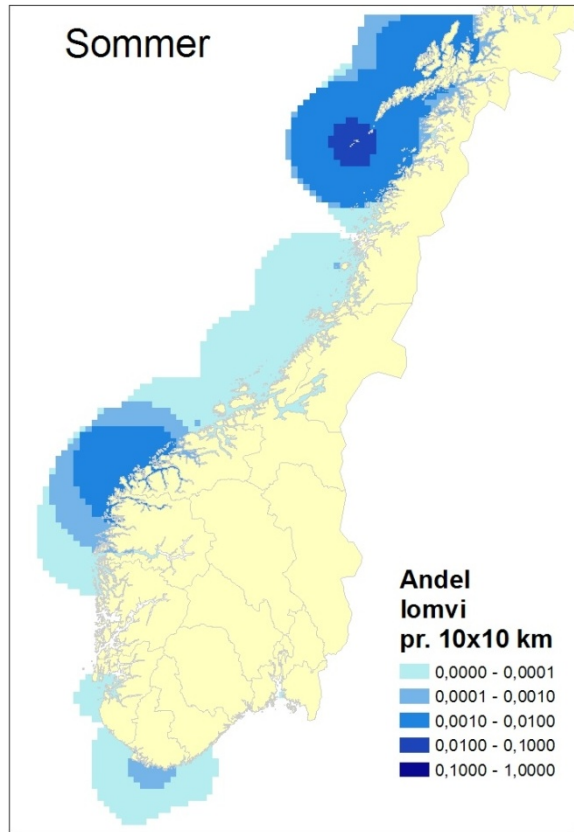 Sommer
Andel
lomvi
pr. 10x10 km
0,0000 - 0,0001
0,0001 - 0,0010
0,0010 - 0,0100
0,0100 - 0,1000
0,1000 - 1,0000